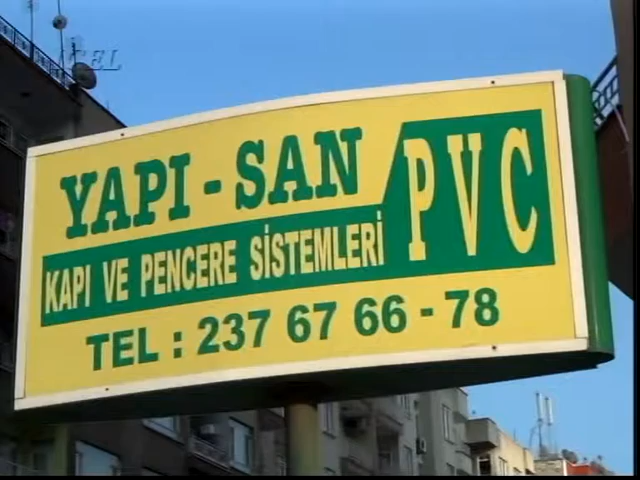 YAPI - SAN PVC
KAPI VE PENCERE SİSTEMLERİ
TEL : 237 67 66 - 78